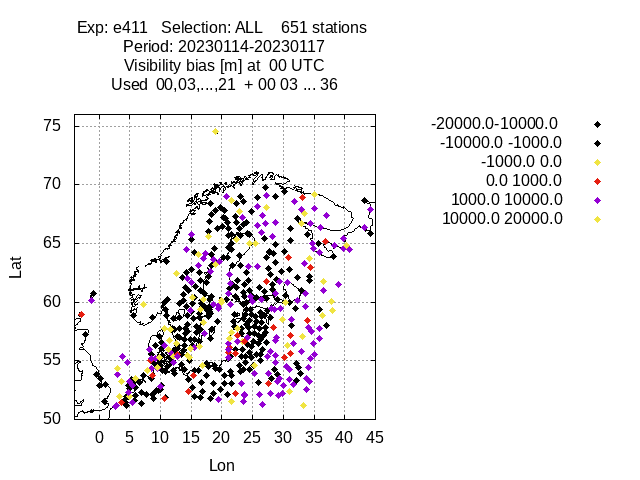 Exp: e411 Selection: ALL 651 stations
Period: 20230114-20230117
Visibility bias [m] at 00 UTC
Used 00,03,...,21 + 00 03 ... 36
-20000.0-10000.0
-10000.0 -1000.0
-1000.0 0.0
0.0 1000.0
1000.0 10000.0
10000.0 20000.0
75
70
65
60
55
50
Lat
0 5 10 15 20 25 30 35 40 45
Lon